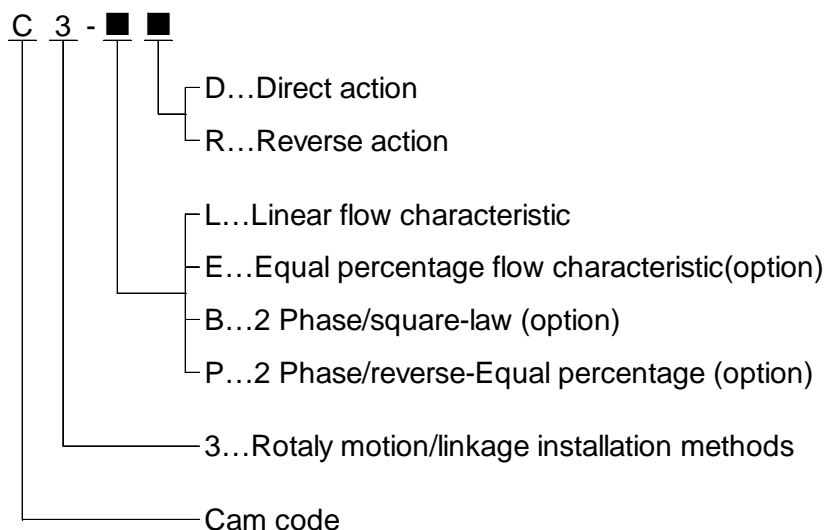 C 3 - ■ ■
D…Direct action
R…Reverse action
L…Linear flow characteristic
E…Equal percentage flow characteristic(option)
B…2 Phase/square-law (option)
P…2 Phase/reverse-Equal percentage (option)
3…Rotaly motion/linkage installation methods
Cam code